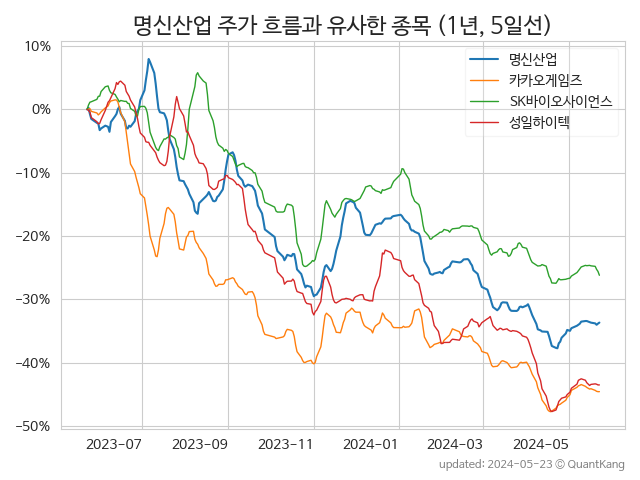 명신산업 주가 흐름과 유사한 종목 (1년, 5일선)
10%
0%
−10%
−20%
−30%
−40%
−50%
명신산업
카카오게임즈
SK바이오사이언스
성일하이텍
2023-07
2023-09
2023-11
2024-01
2024-03
2024-05
updated: 2024-05-23 © QuantKang